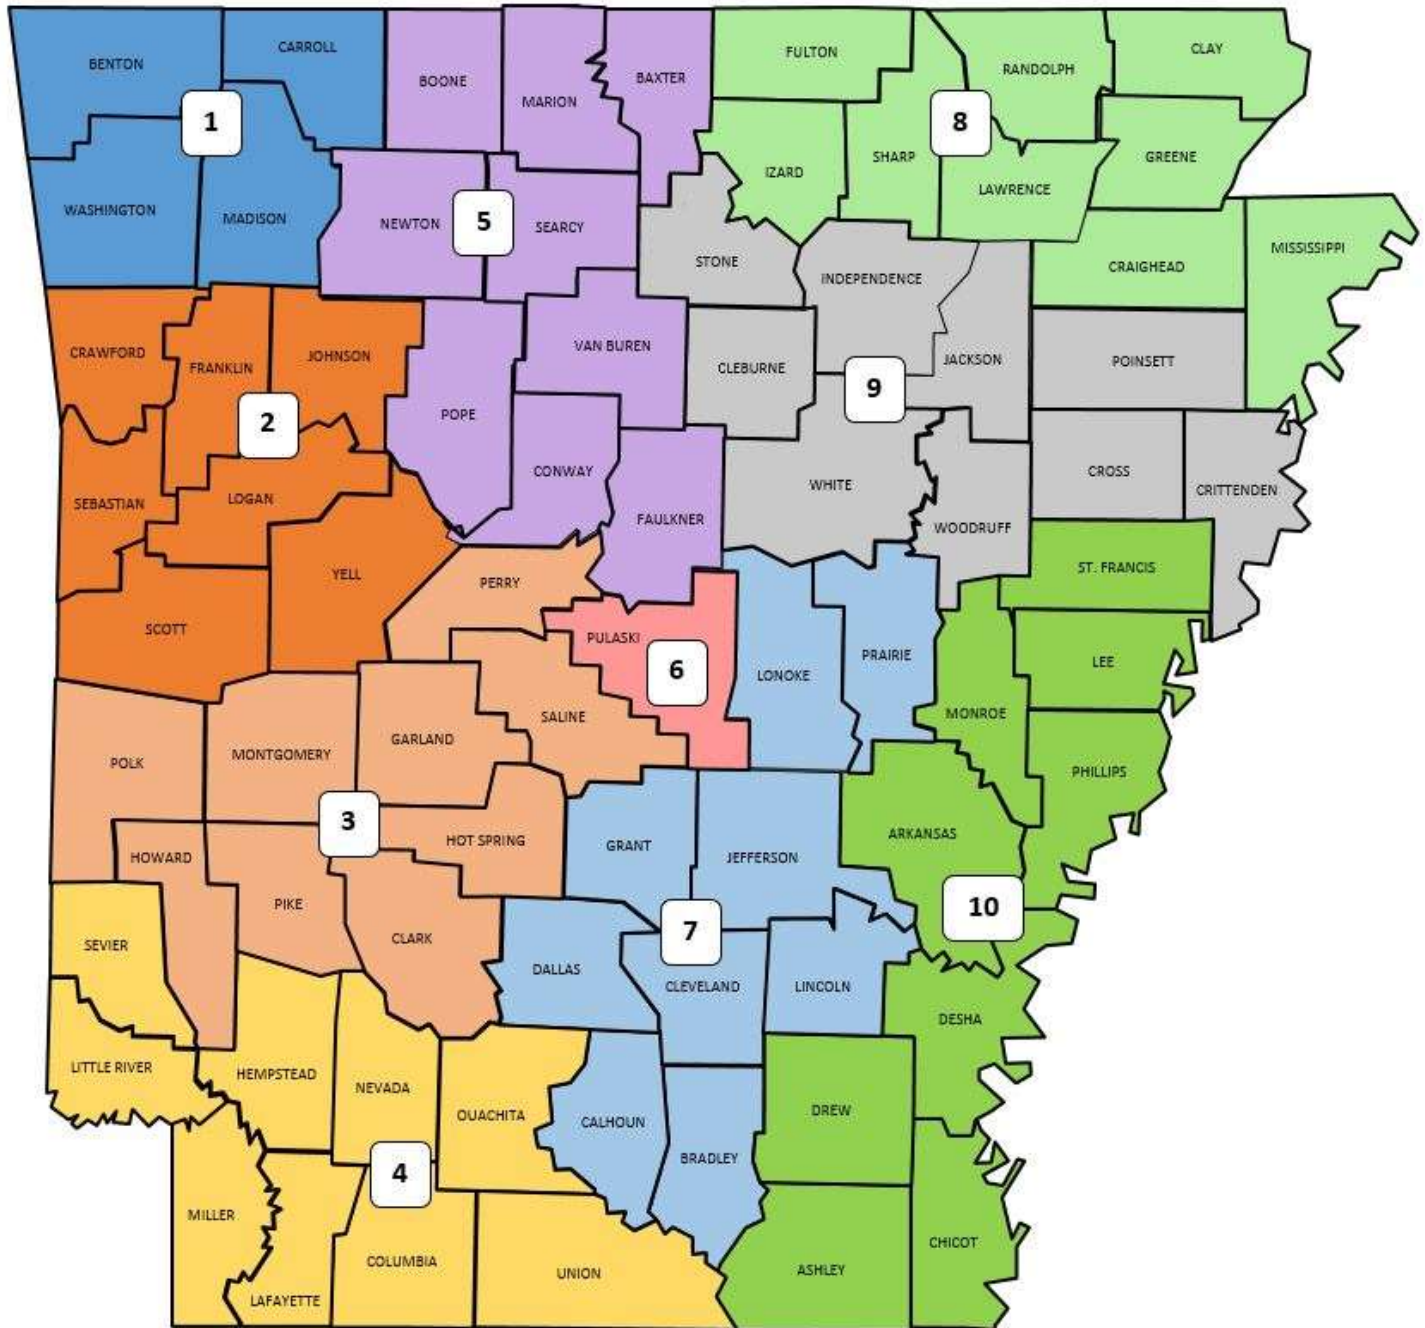 BENTON
CARROLL
BOONE
MARION
BAXTER
FULTON
RANDOLPH
CLAY
1
8
SHARP
IZARD
GREENE
LAWRENCE
WASHINGTON
MADISON
NEWTON
5
SEARCY
STONE
INDEPENDENCE
CRAIGHEAD
MISSISSIPPI
CRAWFORD
FRANKLIN
JOHNSON
VAN BUREN
CLEBURNE
JACKSON
POINSETT
2
POPE
9
SEBASTIAN
LOGAN
CONWAY
FAULKNER
WHITE
WOODRUFF
CROSS
CRITTENDEN
YELL
PERRY
ST. FRANCIS
SCOTT
PULASKI
6
LONOKE
PRAIRIE
LEE
POLK
MONTGOMERY
GARLAND
SALINE
MONROE
PHILLIPS
3
HOWARD
HOT SPRING
GRANT
JEFFERSON
ARKANSAS
SEVIER
PIKE
CLARK
7
10
DALLAS
CLEVELAND
LINCOLN
DESHA
LITTLE RIVER
HEMPSTEAD
NEVADA
OUACHITA
CALHOUN
DREW
4
BRADLEY
MILLER
COLUMBIA
UNION
ASHLEY
CHICOT
LAFAYETTE